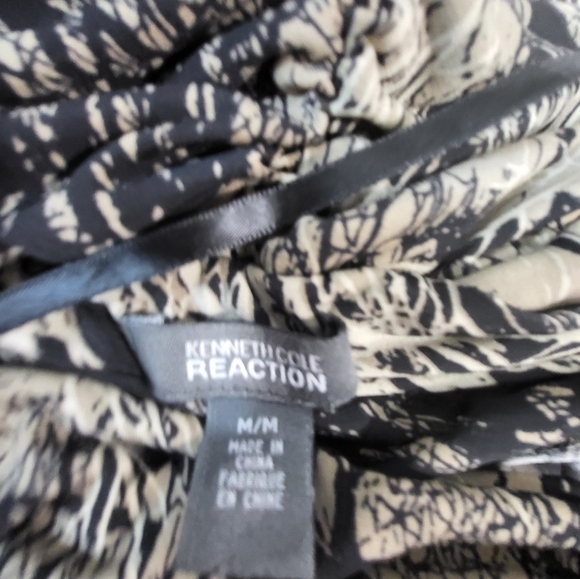 KENNETH COLE
REACTION
M/M
MADE IN
CHINA
FABRIQUE
EN CHINE